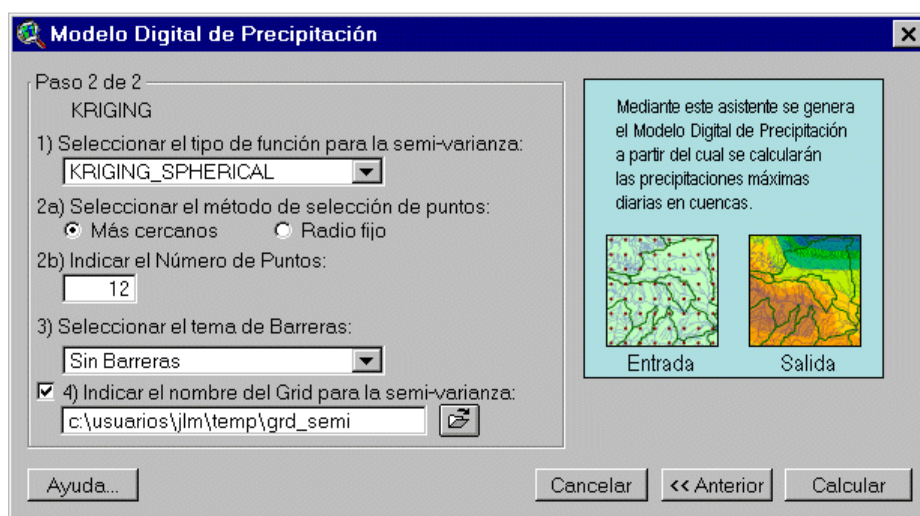 Modelo Digital de Precipitación
Paso 2 de 2
KRIGING
1) Seleccionar el tipo de función para la semi-varianza:
KRIGING_SPHERICAL
2a) Seleccionar el método de selección de puntos:
Más cercanos Radio fijo
2b) Indicar el Número de Puntos:
12
3) Seleccionar el tema de Barreras:
Sin Barreras
4) Indicar el nombre del Grid para la semi-varianza:
c:\usuarios\jlm\temp\grd_semi
Mediante este asistente se genera
el Modelo Digital de Precipitación
a partir del cual se calcularán
las precipitaciones máximas
diarias en cuencas.
Entrada Salida
Ayuda... Cancelar << Anterior Calcular